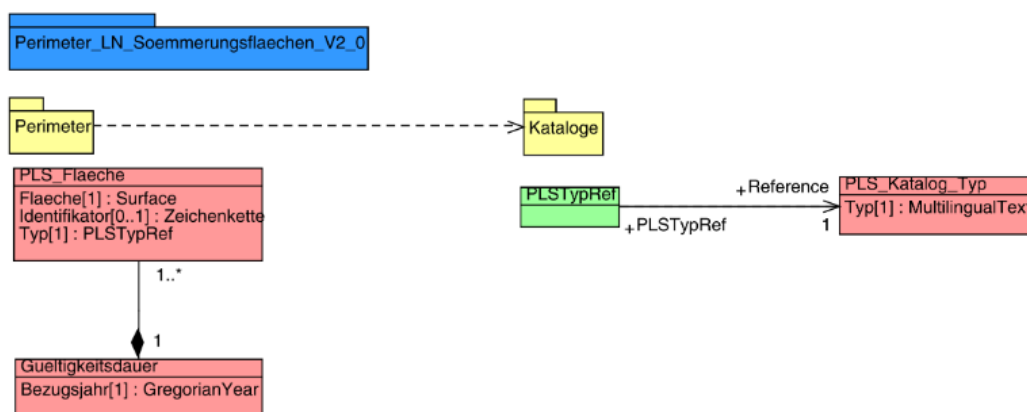 Perimeter_LN_Soemmerungsflaechen_V2_0
Perimeter
Kataloge
PLS_Flaeche
Flaeche[1] : Surface
Identifikator[0..1] : Zeichenkette
Typ[1] : PLSTypRef
PLSTypRef
+Reference
+PLSTypRef
1
PLS_Katalog_Typ
Typ[1] : MultilingualText
1..*
1
Gueltigkeitsdauer
Bezugsjahr[1] : GregorianYear